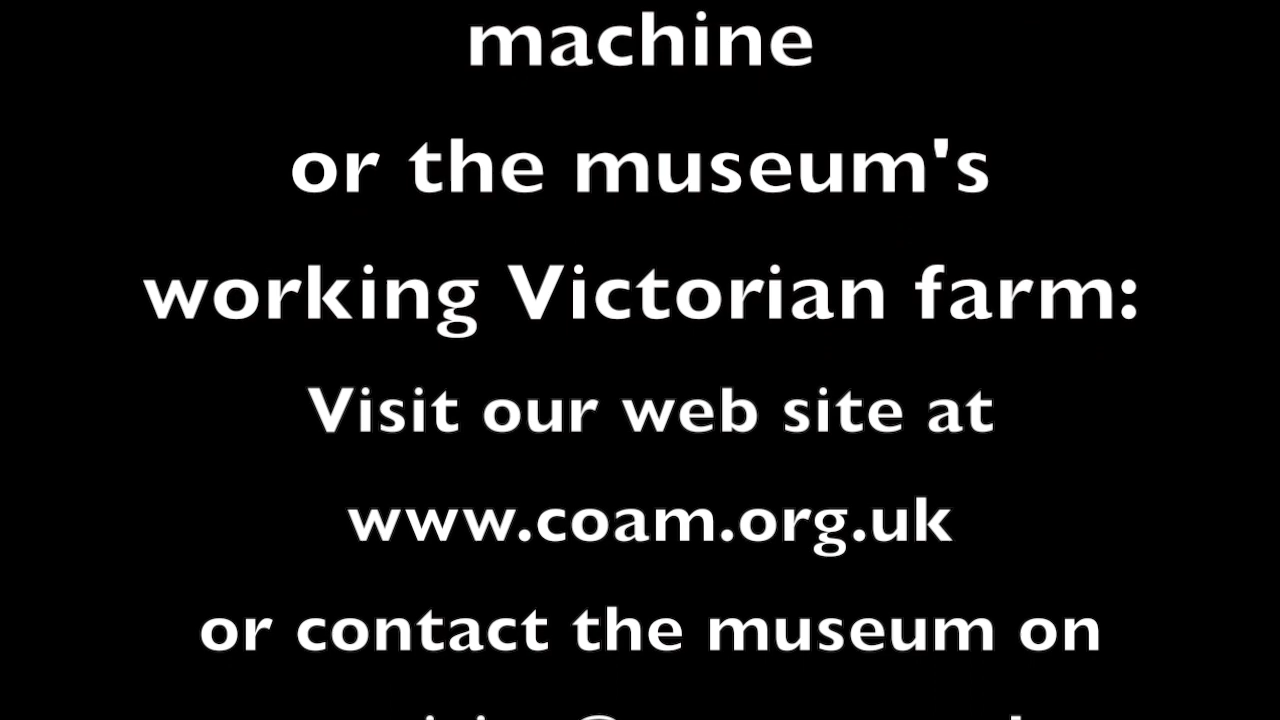 machine
or the museum's
working Victorian farm:
Visit our web site at
www.coam.org.uk
or contact the museum on